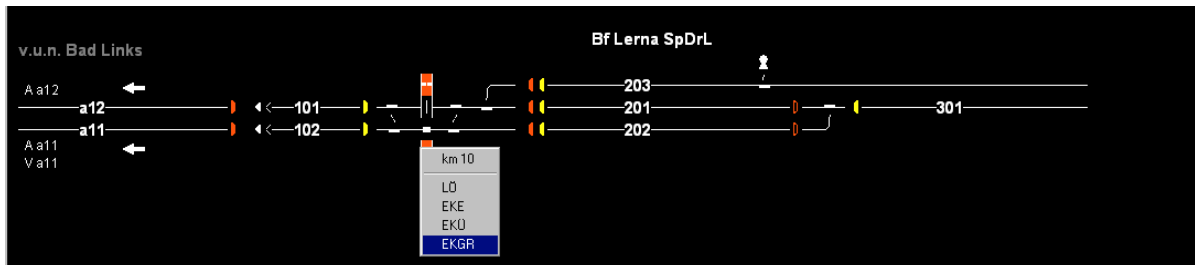 Bf Lerna SpDrL
v.u.n. Bad Links
A a12
203
a12
101
201
301
a11
102
202
A a11
V a11
km 10
LÖ
EKE
EKÜ
EKGR